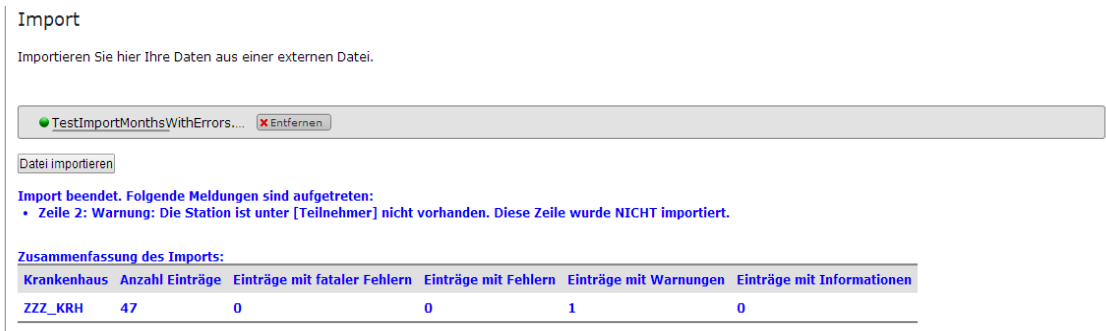 Import
Importieren Sie hier Ihre Daten aus einer externen Datei.
TestImportMonthsWithErrors.... Entfernen
Datei importieren
Import beendet. Folgende Meldungen sind aufgetreten:
• Zeile 2: Warnung: Die Station ist unter [Teilnehmer] nicht vorhanden. Diese Zeile wurde NICHT importiert.
Zusammenfassung des Imports:
Krankenhaus Anzahl Einträge Einträge mit fataler Fehlern Einträge mit Fehlern Einträge mit Warnungen Einträge mit Informationen
ZZZ_KRH 47 0 0 1 0